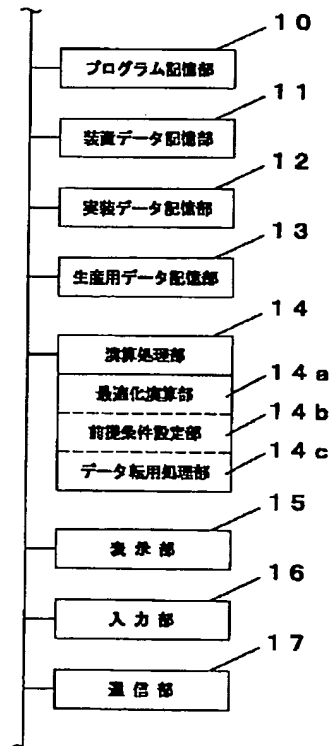 10
プログラム記憶部
11
装置データ記憶部
12
実装データ記憶部
13
生産用データ記憶部
14
演算処理部
14a
最適化演算部
14b
前提条件設定部
14c
データ転用処理部
15
表示部
16
入力部
17
通信部